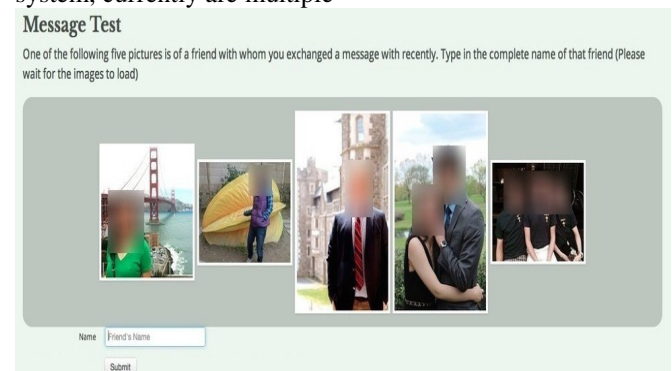 system, currently are multiple
Message Test
One of the following five pictures is of a friend with whom you exchanged a message with recently. Type in the complete name of that friend (Please
wait for the images to load)
Name Friend's Name
Submit